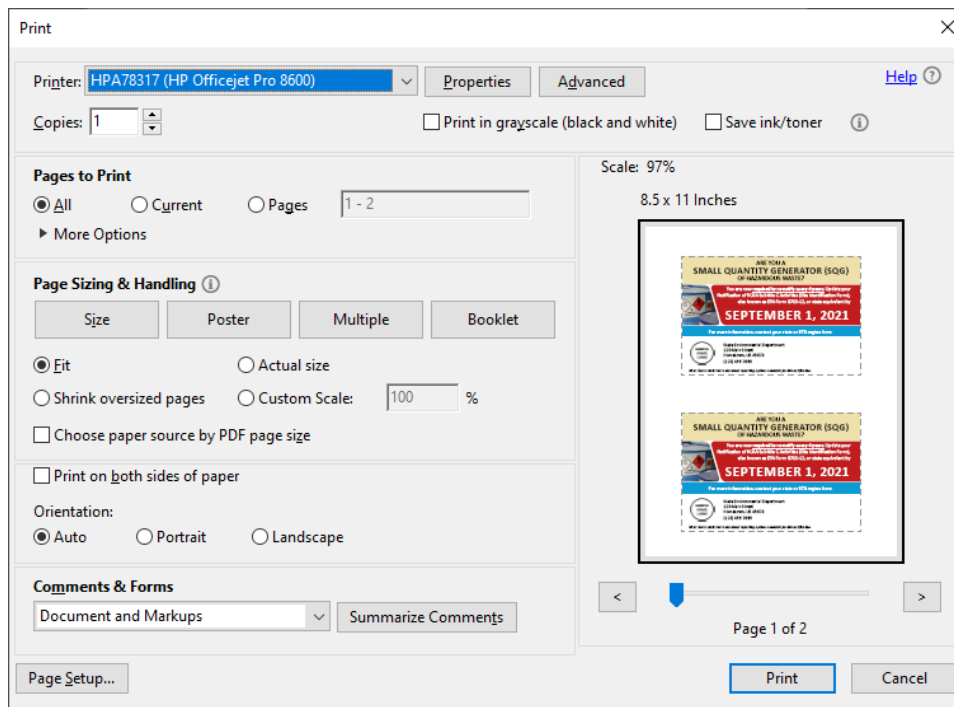 Print
Printer: HPA78317 (HP Officejet Pro 8600) Properties Advanced Help
Copies: 1 Print in grayscale (black and white) Save ink/toner
Pages to Print
All Current Pages 1 - 2
More Options
Page Sizing & Handling
Size Poster Multiple Booklet
Fit Actual size
Shrink oversized pages Custom Scale: 100 %
Choose paper source by PDF page size
Print on both sides of paper
Orientation:
Auto Portrait Landscape
Comments & Forms
Document and Markups Summarize Comments
Page Setup...
Scale: 97%
8.5 x 11 Inches
ARE YOU A
SMALL QUANTITY GENERATOR (SQG)
OF HAZARDOUS WASTE?
SEPTEMBER 1, 2021
ARE YOU A
SMALL QUANTITY GENERATOR (SQG)
OF HAZARDOUS WASTE?
SEPTEMBER 1, 2021
< >
Page 1 of 2
Print Cancel